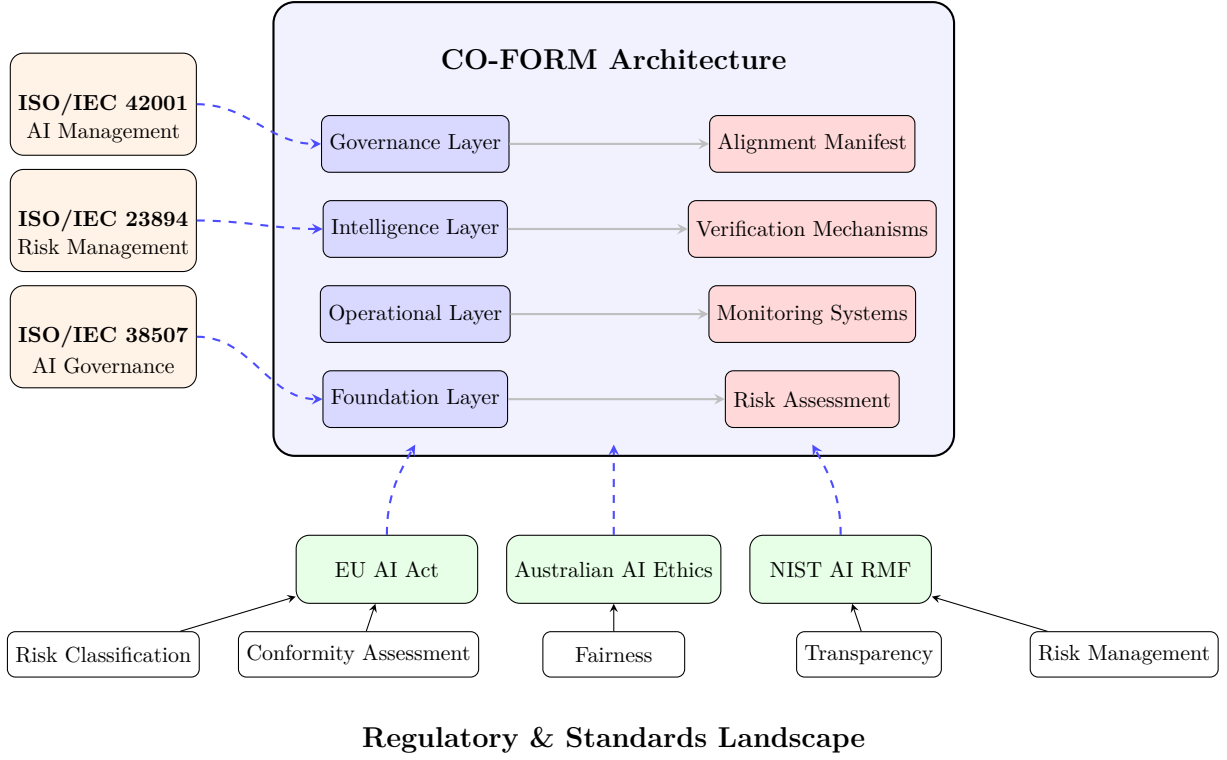 CO-FORM Architecture
ISO/IEC 42001
AI Management
ISO/IEC 23894
Risk Management
ISO/IEC 38507
AI Governance
Governance Layer
Alignment Manifest
Intelligence Layer
Verification Mechanisms
Operational Layer
Monitoring Systems
Foundation Layer
Risk Assessment
EU AI Act
Australian AI Ethics
NIST AI RMF
Risk Classification
Conformity Assessment
Fairness
Transparency
Risk Management
Regulatory & Standards Landscape